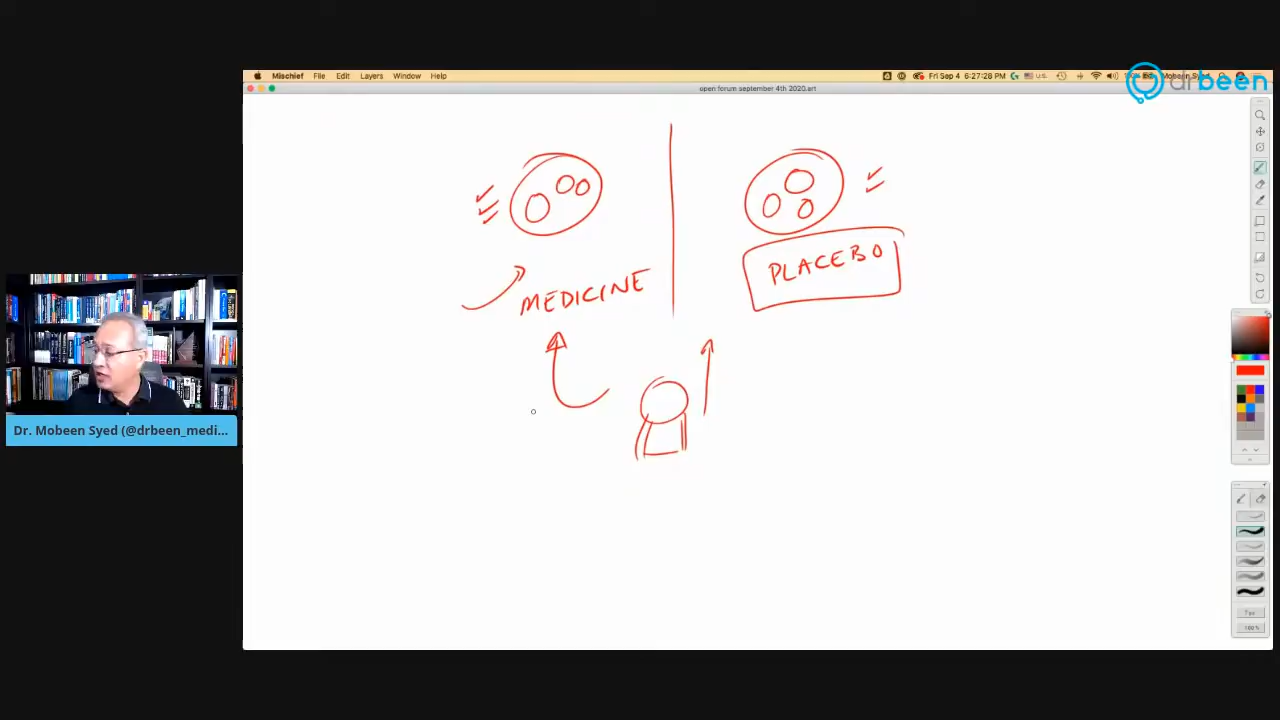 Mischief File Edit Layers Window Help
Fri Sep 4 6:27:28 PM
drbeen
open forum september 4th 2020.art
MEDICINE
PLACEBO
Dr. Mobeen Syed (@drbeen_medi...
100%